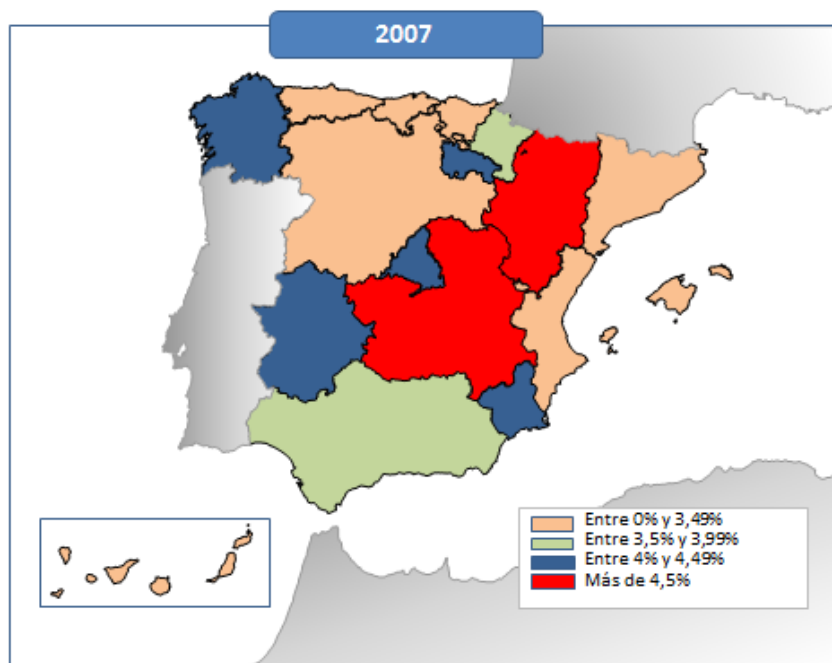 2007
Entre 0% y 3,49%
Entre 3,5% y 3,99%
Entre 4% y 4,49%
Más de 4,5%